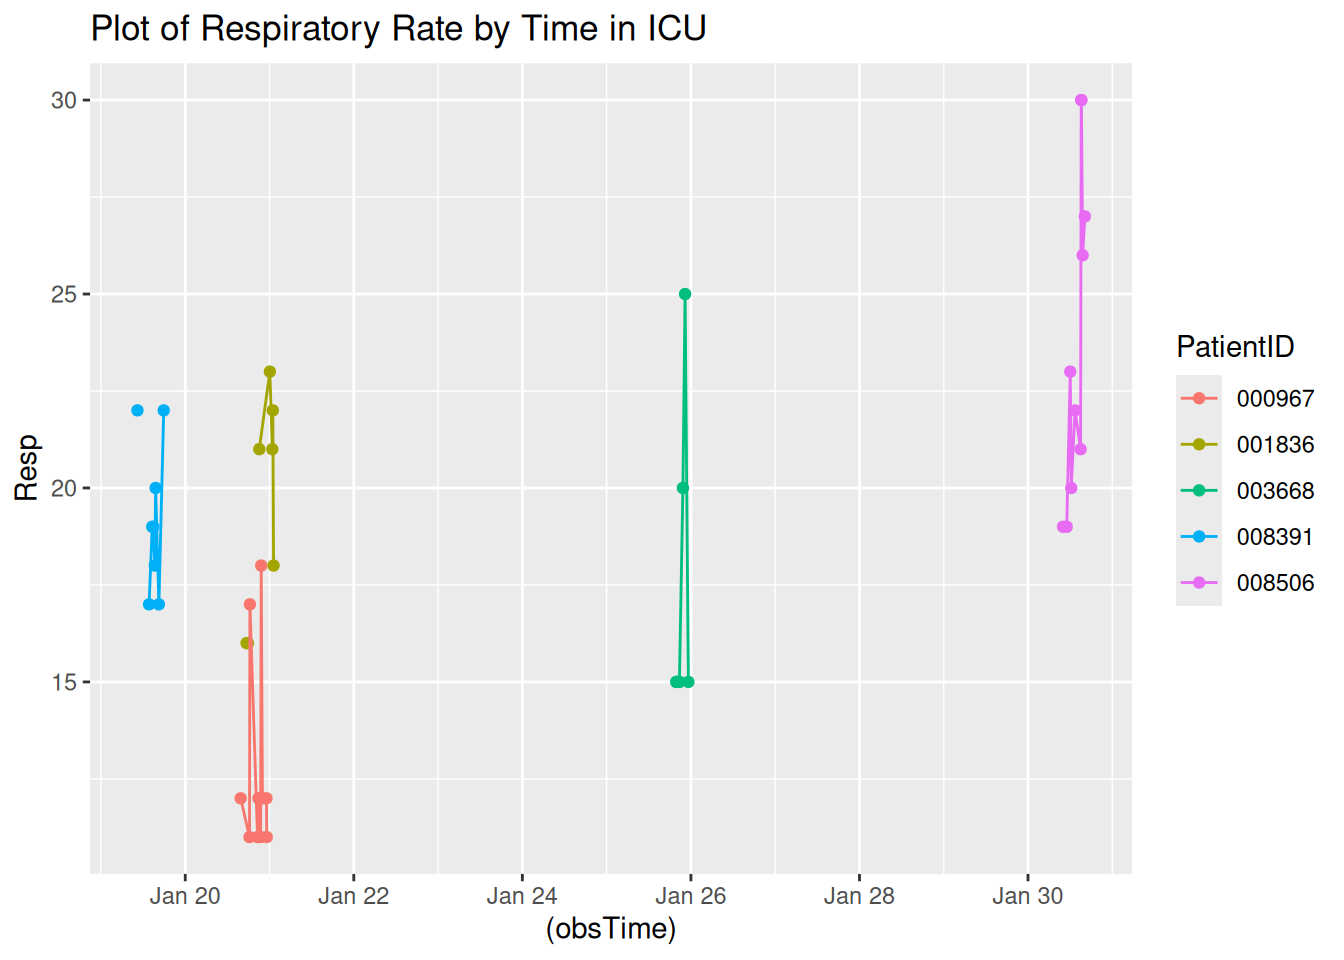 Plot of Respiratory Rate by Time in ICU
30
25
20
15
Resp
Jan 20 Jan 22 Jan 24 Jan 26 Jan 28 Jan 30
(obsTime)
PatientID
000967
001836
003668
008391
008506